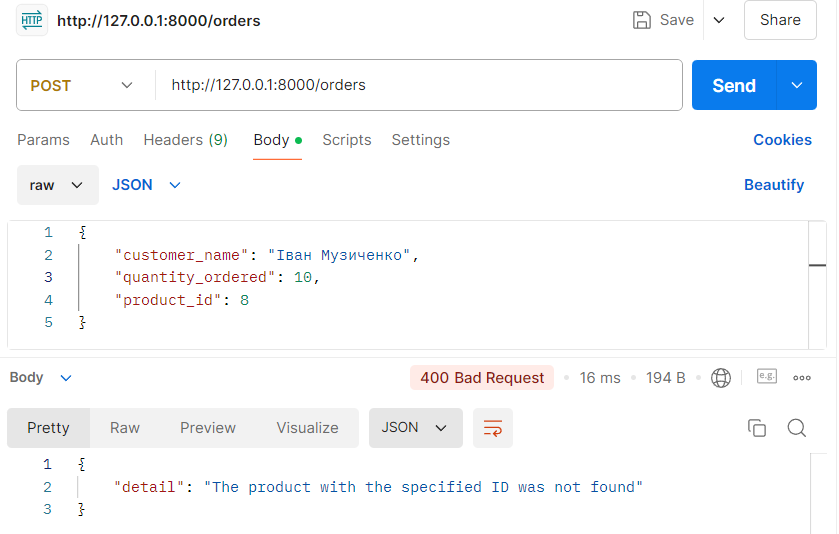 HTTP http://127.0.0.1:8000/orders Save Share
POST http://127.0.0.1:8000/orders Send
Params Auth Headers (9) Body Scripts Settings Cookies
raw JSON Beautify
1 {
2 "customer_name": "Іван Музиченко",
3 "quantity_ordered": 10,
4 "product_id": 8
5 }
Body 400 Bad Request 16 ms 194 B e.g.
Pretty Raw Preview Visualize JSON
1 {
2 "detail": "The product with the specified ID was not found"
3 }